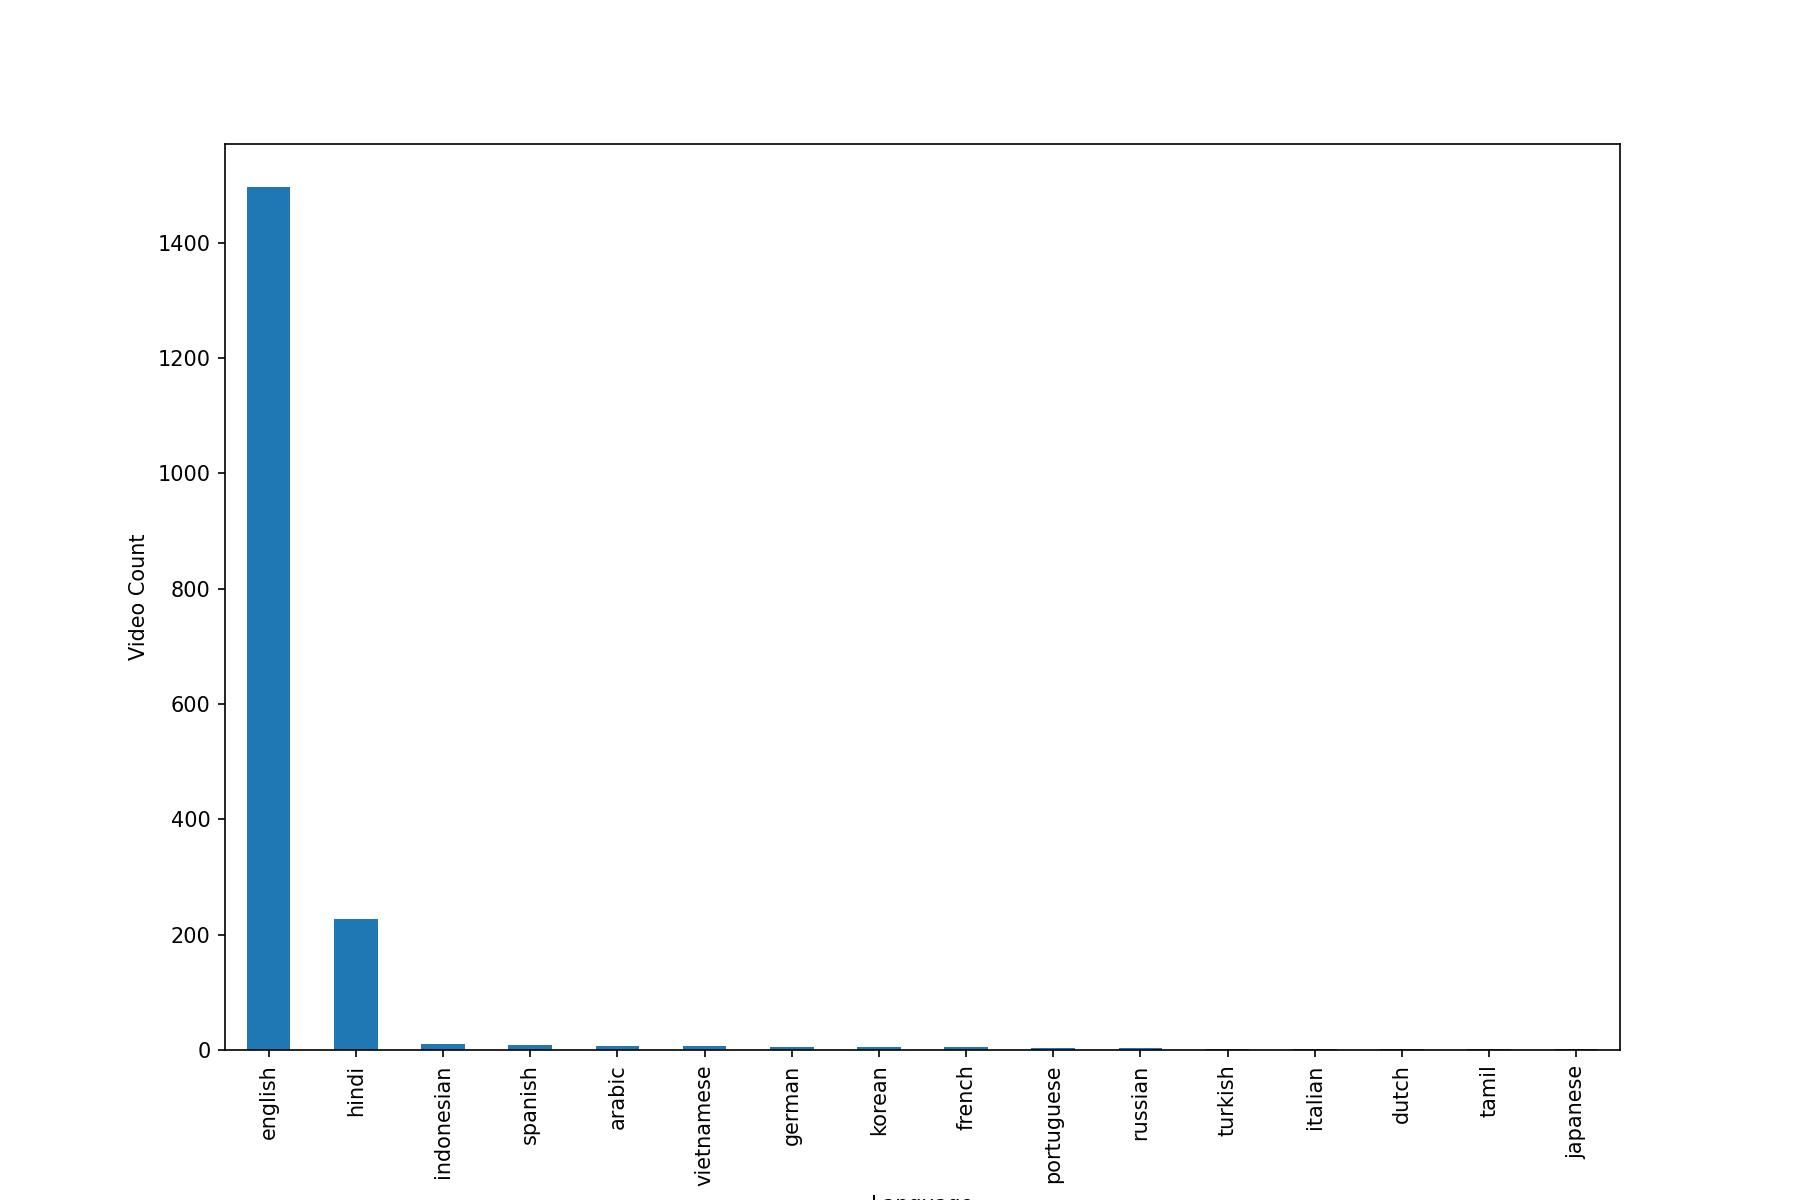 1400
1200
1000
800
600
400
200
0
Video Count
english
hindi
indonesian
spanish
arabic
vietnamese
german
korean
french
portuguese
russian
turkish
italian
dutch
tamil
japanese
Language